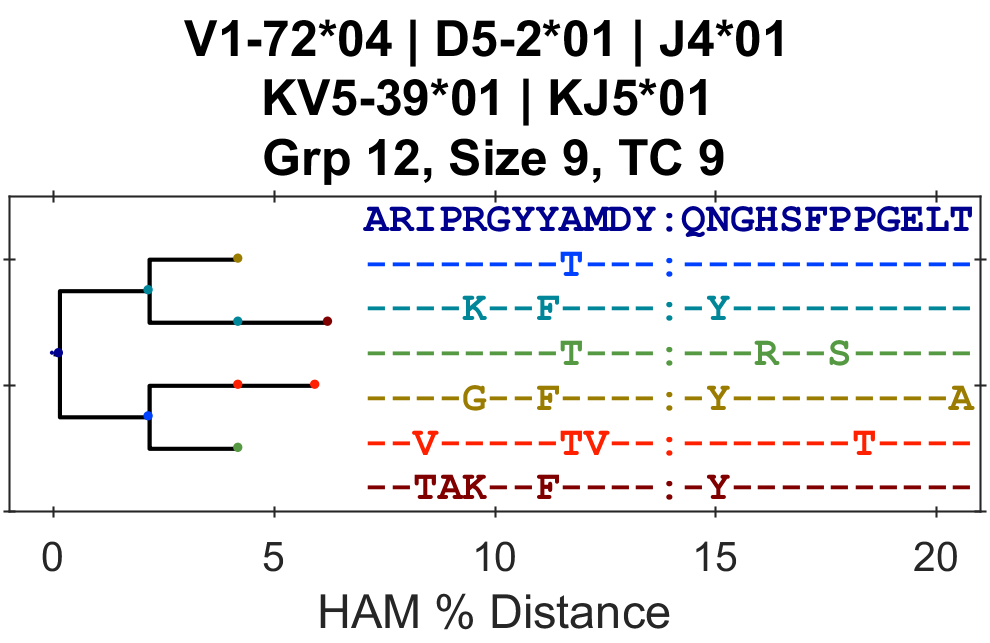 V1-72*04 | D5-2*01 | J4*01
KV5-39*01 | KJ5*01
Grp 12, Size 9, TC 9
ARIPRGYYAMDY:QNGHSFPPGELT
--------T---:------------
----K--F----:-Y----------
--------T---:---R--S-----
----G--F----:-Y---------A
--V-----TV--:-------T----
--TAK--F----:-Y----------
0 5 10 15 20
HAM % Distance